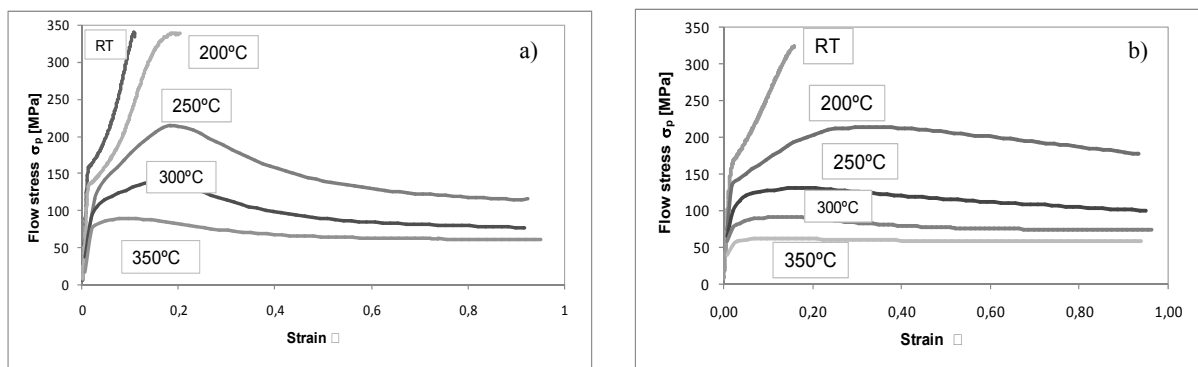 Flow stress σp [MPa]
350
300
250
200
150
100
50
0
RT
200ºC
250ºC
300ºC
350ºC
a)
0
0,2
0,4
0,6
0,8
1
Strain □
Flow stress σp [MPa]
350
300
250
200
150
100
50
0
RT
200ºC
250ºC
300ºC
350ºC
b)
0,00
0,20
0,40
0,60
0,80
1,00
Strain □